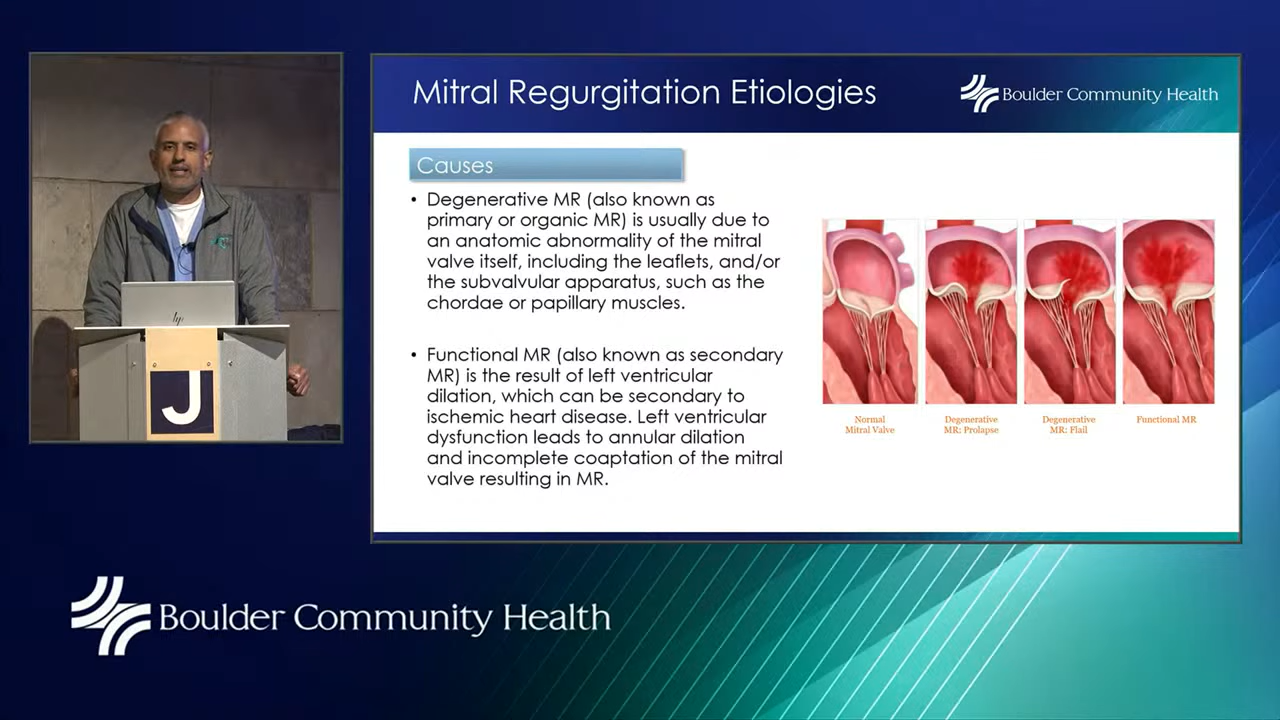 Mitral Regurgitation Etiologies
Boulder Community Health
Causes
• Degenerative MR (also known as
primary or organic MR) is usually due to
an anatomic abnormality of the mitral
valve itself, including the leaflets, and/or
the subvalvular apparatus, such as the
chordae or papillary muscles.
• Functional MR (also known as secondary
MR) is the result of left ventricular
dilation, which can be secondary to
ischemic heart disease. Left ventricular
dysfunction leads to annular dilation
and incomplete coaptation of the mitral
valve resulting in MR.
Normal
Mitral Valve
Degenerative
MR: Prolapse
Degenerative
MR: Flail
Functional MR
hp
J
Boulder Community Health